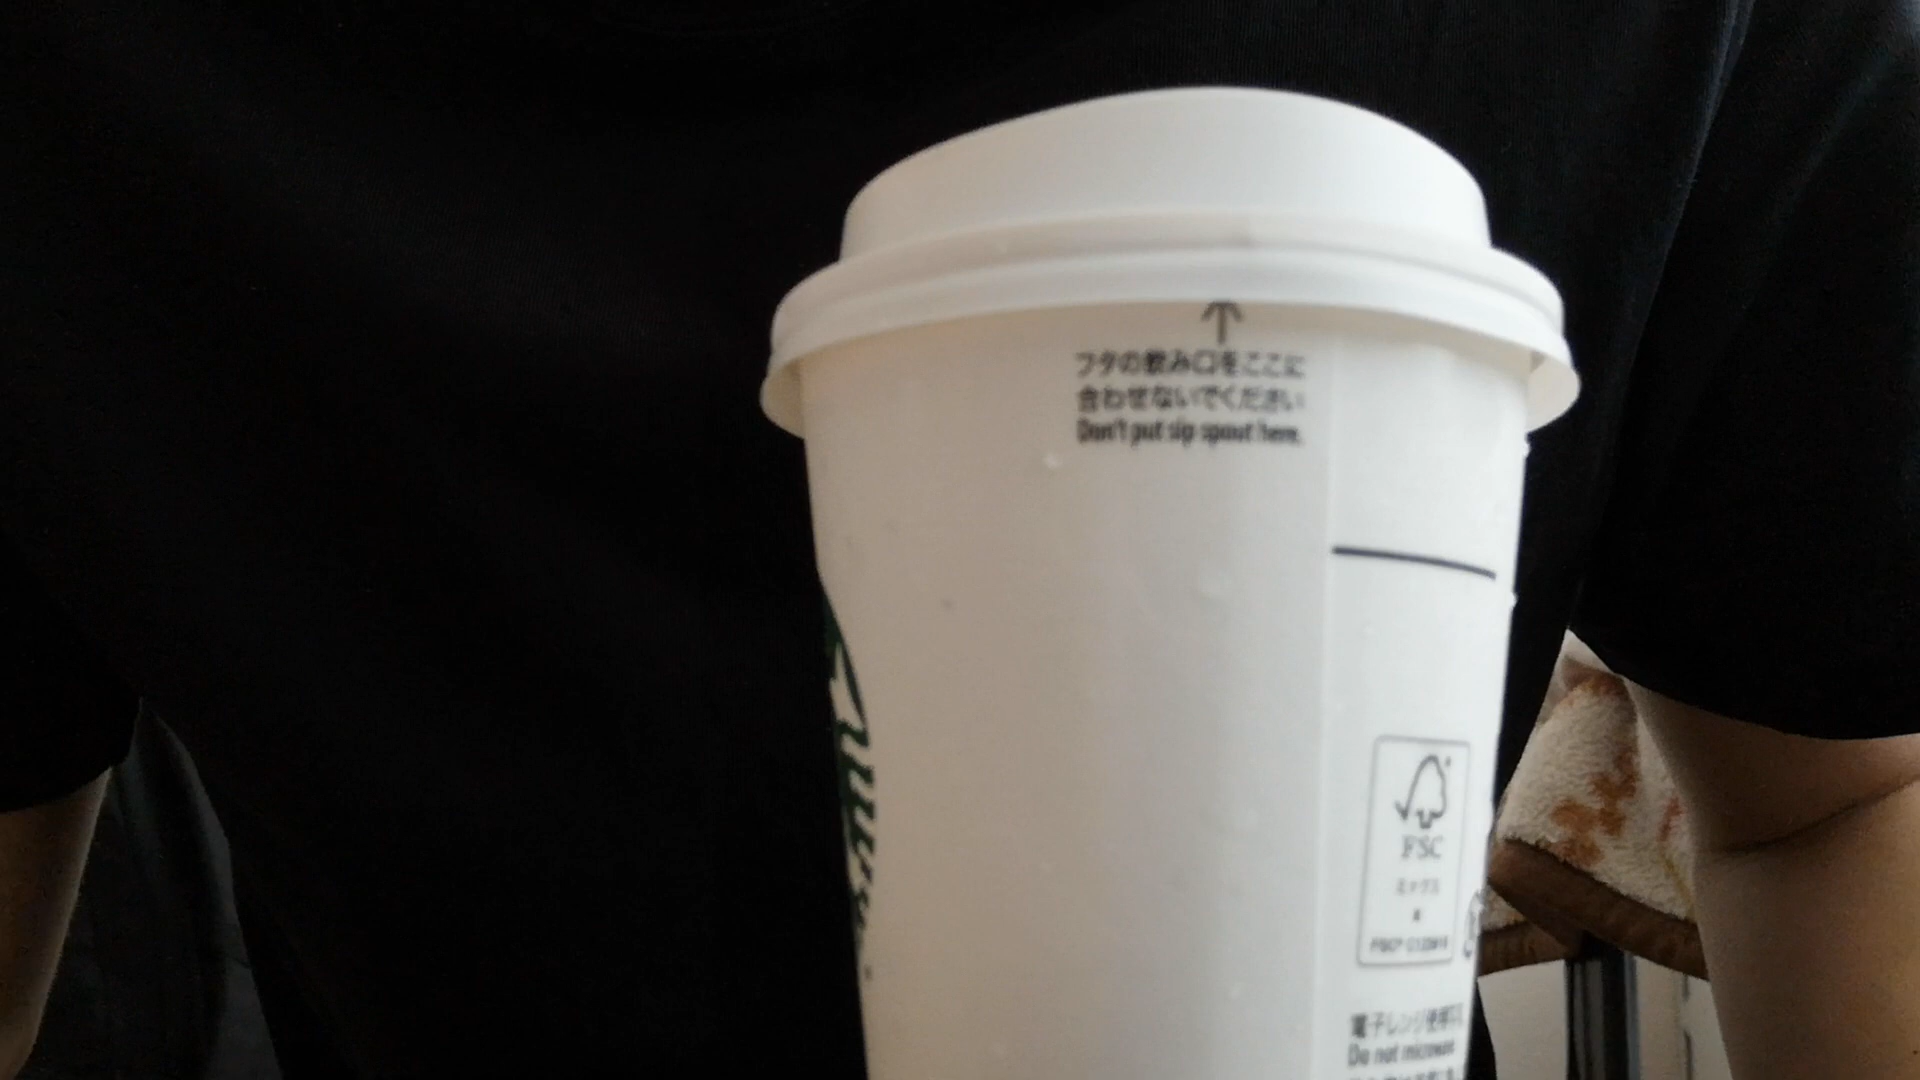 フタの飲み口をここに
合わせないでください
Don't put sip spout here.
FSC
ミックス
電子レンジ使用不可
Do not microwave